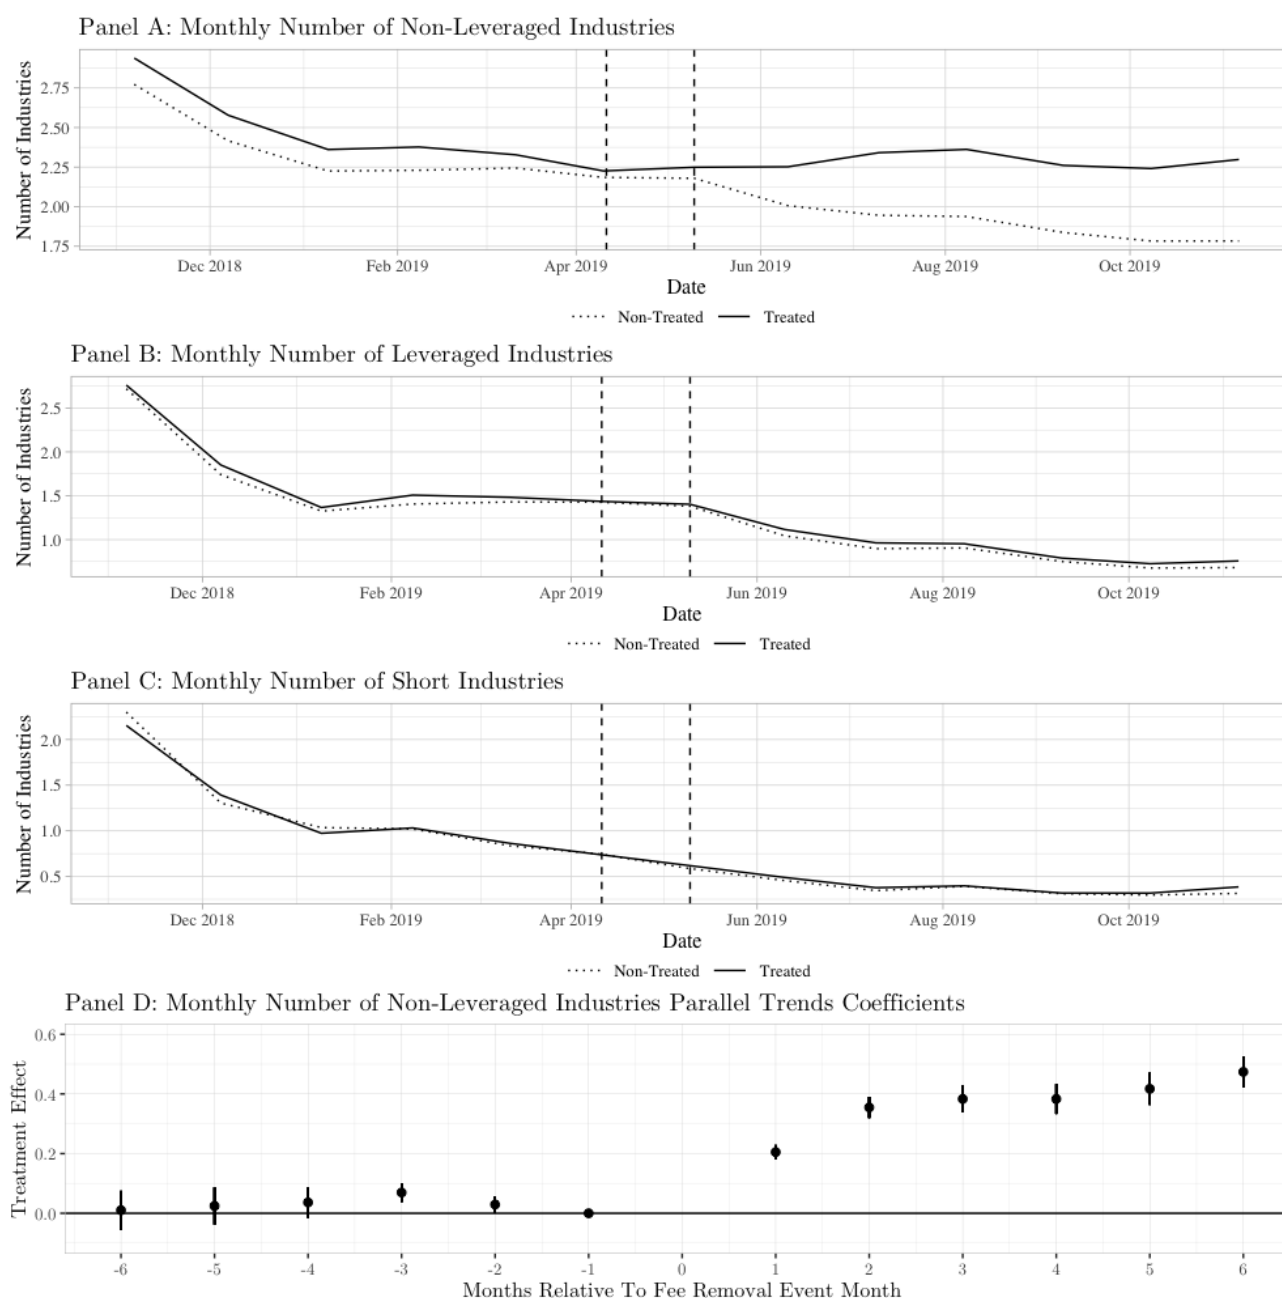 Panel A: Monthly Number of Non-Leveraged Industries
Number of Industries
2.75
2.50
2.25
2.00
1.75
Dec 2018 Feb 2019 Apr 2019 Jun 2019 Aug 2019 Oct 2019
Date
Non-Treated Treated
Panel B: Monthly Number of Leveraged Industries
Number of Industries
2.5
2.0
1.5
1.0
Dec 2018 Feb 2019 Apr 2019 Jun 2019 Aug 2019 Oct 2019
Date
Non-Treated Treated
Panel C: Monthly Number of Short Industries
Number of Industries
2.0
1.5
1.0
0.5
Dec 2018 Feb 2019 Apr 2019 Jun 2019 Aug 2019 Oct 2019
Date
Non-Treated Treated
Panel D: Monthly Number of Non-Leveraged Industries Parallel Trends Coefficients
Treatment Effect
0.6
0.4
0.2
0.0
-6 -5 -4 -3 -2 -1 0 1 2 3 4 5 6
Months Relative To Fee Removal Event Month